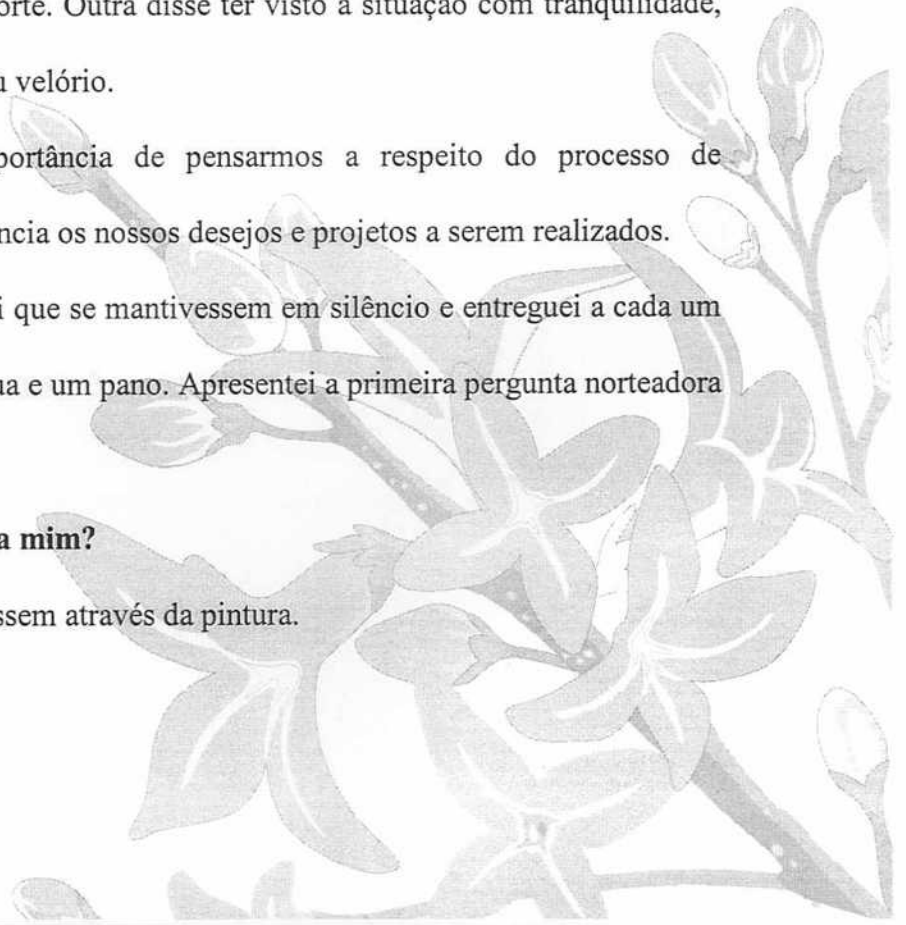 orte. Outra disse ter visto a situação com tranquilidade,
u velório.
portância de pensarmos a respeito do processo de
ncia os nossos desejos e projetos a serem realizados.
i que se mantivessem em silêncio e entreguei a cada um
ua e um pano. Apresentei a primeira pergunta norteadora
a mim?
ssem através da pintura.